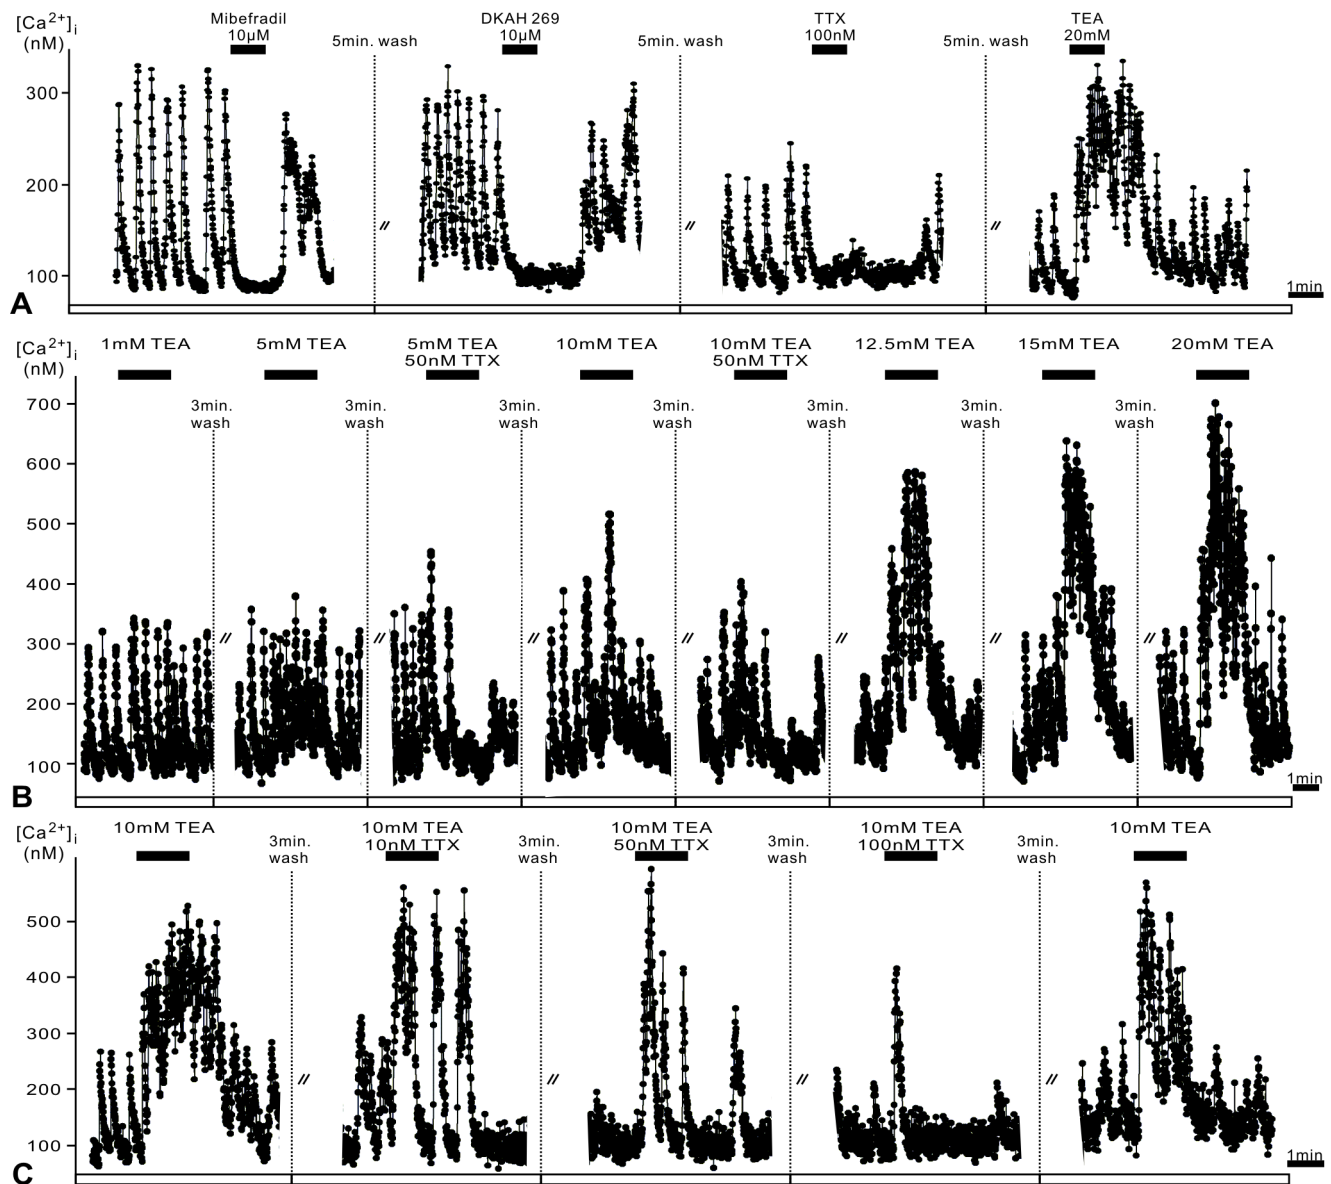 [Ca²⁺]i
(nM)
Mibefradil
10µM
DKAH 269
10µM
TTX
100nM
TEA
20mM
5min. wash
5min. wash
5min. wash
300
200
100
//
//
//
1min
A
[Ca²⁺]i
(nM)
1mM TEA
5mM TEA
5mM TEA
50nM TTX
10mM TEA
10mM TEA
50nM TTX
12.5mM TEA
15mM TEA
20mM TEA
3min.
wash
3min.
wash
3min.
wash
3min.
wash
3min.
wash
3min.
wash
3min.
wash
700
600
500
400
300
200
100
//
//
//
//
//
//
//
1min
B
[Ca²⁺]i
(nM)
10mM TEA
10mM TEA
10nM TTX
10mM TEA
50nM TTX
10mM TEA
100nM TTX
10mM TEA
3min.
wash
3min.
wash
3min.
wash
3min.
wash
500
400
300
200
100
//
//
//
//
1min
C